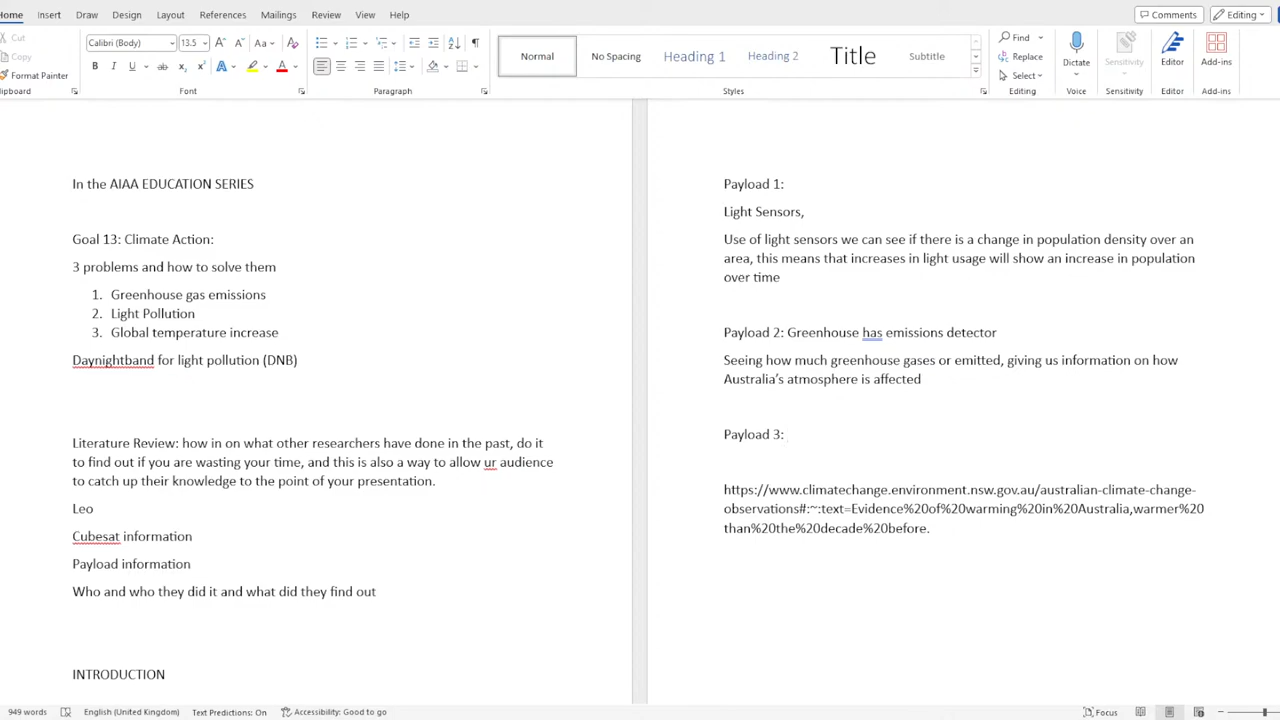 Home Insert Draw Design Layout References Mailings Review View Help
Comments Editing
Cut
Copy
Format Painter
Calibri (Body) 13.5
Normal No Spacing Heading 1 Heading 2 Title Subtitle
Find
Replace
Select
Dictate Sensitivity Editor Add-ins
Clipboard Font Paragraph Styles Editing Voice Sensitivity Editor Add-ins
In the AIAA EDUCATION SERIES
Goal 13: Climate Action:
3 problems and how to solve them
1. Greenhouse gas emissions
2. Light Pollution
3. Global temperature increase
Daynightband for light pollution (DNB)
Literature Review: how in on what other researchers have done in the past, do it
to find out if you are wasting your time, and this is also a way to allow ur audience
to catch up their knowledge to the point of your presentation.
Leo
Cubesat information
Payload information
Who and who they did it and what did they find out
INTRODUCTION
Payload 1:
Light Sensors,
Use of light sensors we can see if there is a change in population density over an
area, this means that increases in light usage will show an increase in population
over time
Payload 2: Greenhouse has emissions detector
Seeing how much greenhouse gases or emitted, giving us information on how
Australia's atmosphere is affected
Payload 3:
https://www.climatechange.environment.nsw.gov.au/australian-climate-change-
observations#:~:text=Evidence%20of%20warming%20in%20Australia,warmer%20
than%20the%20decade%20before.
949 words English (United Kingdom) Text Predictions: On Accessibility: Good to go Focus